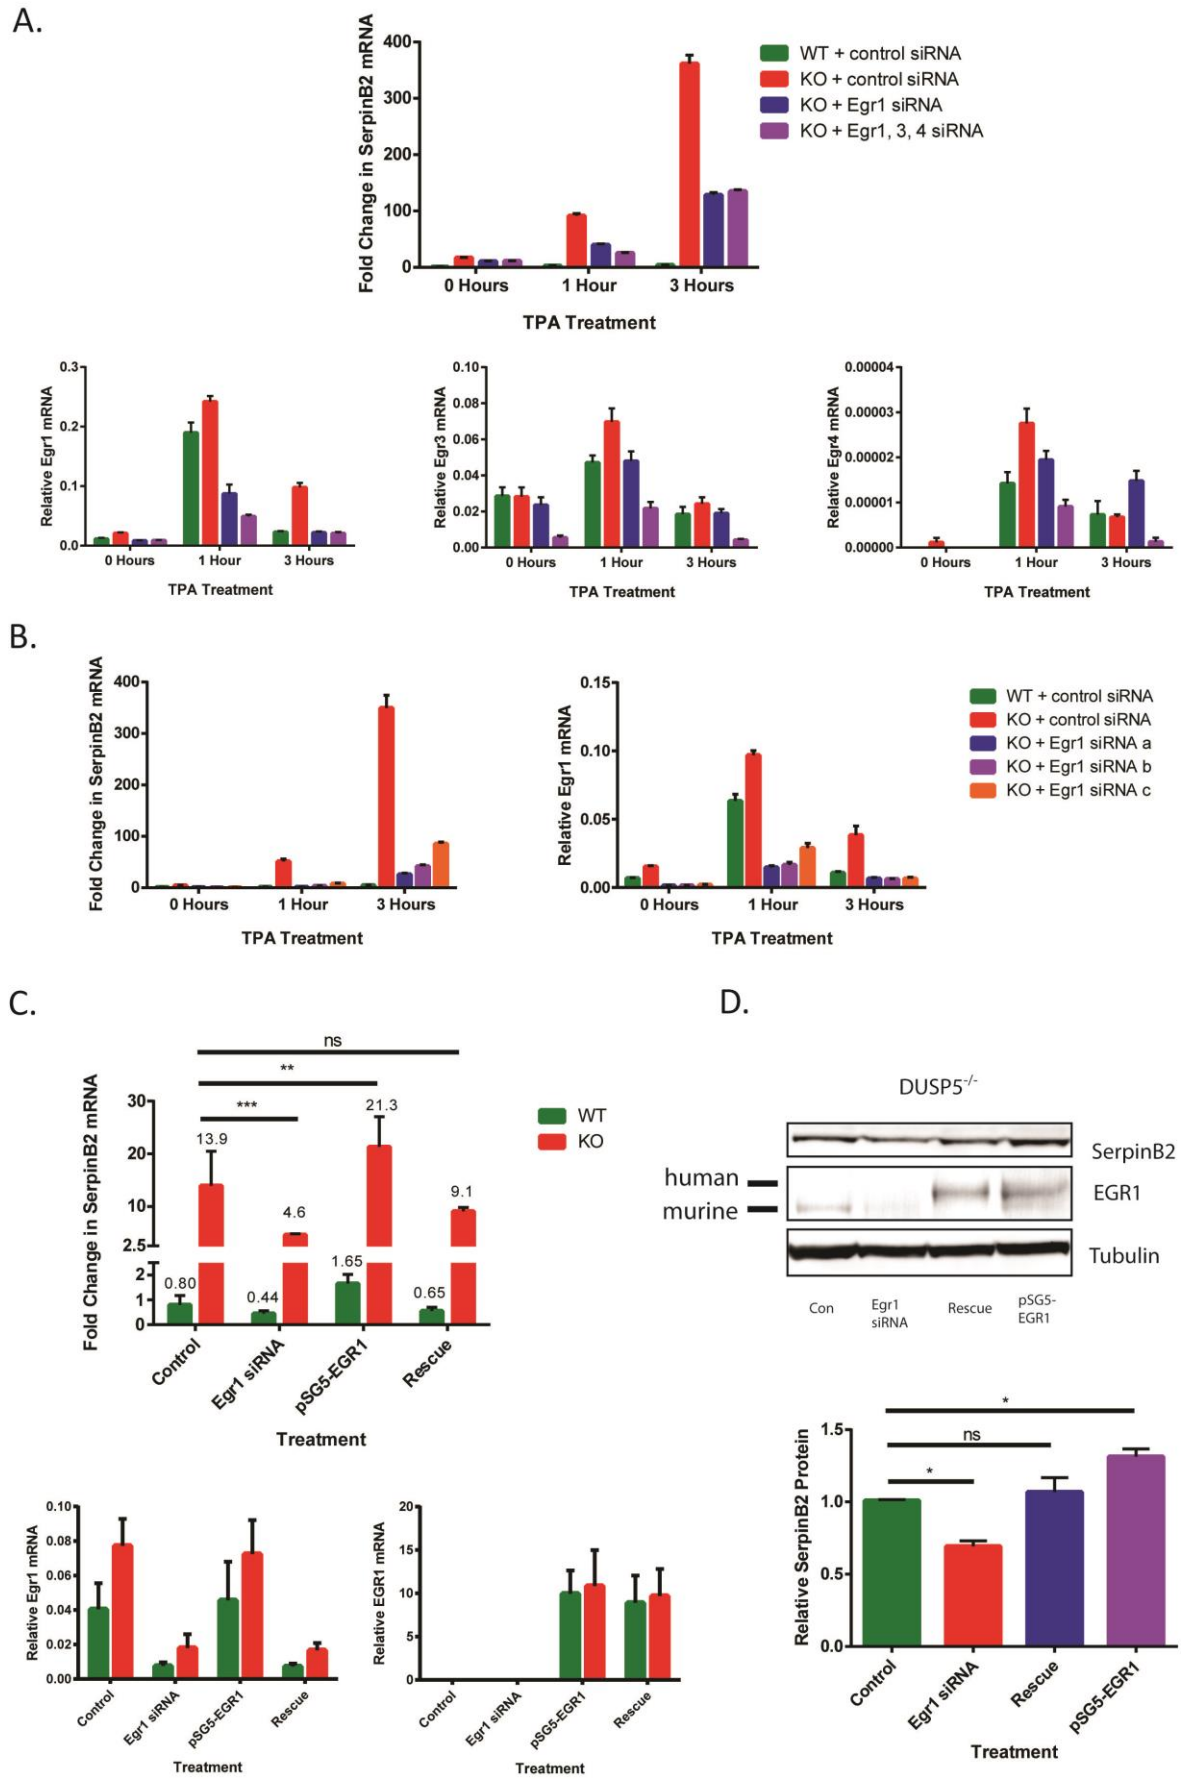 A.
Fold Change in SerpinB2 mRNA
400
300
200
100
0
0 Hours
1 Hour
3 Hours
TPA Treatment
WT + control siRNA
KO + control siRNA
KO + Egr1 siRNA
KO + Egr1, 3, 4 siRNA
Relative Egr1 mRNA
0.3
0.2
0.1
0.0
0 Hours
1 Hour
3 Hours
TPA Treatment
Relative Egr3 mRNA
0.10
0.08
0.06
0.04
0.02
0.00
0 Hours
1 Hour
3 Hours
TPA Treatment
Relative Egr4 mRNA
0.00004
0.00003
0.00002
0.00001
0.00000
0 Hours
1 Hour
3 Hours
TPA Treatment
B.
Fold Change in SerpinB2 mRNA
400
300
200
100
0
0 Hours
1 Hour
3 Hours
TPA Treatment
Relative Egr1 mRNA
0.15
0.10
0.05
0.00
0 Hours
1 Hour
3 Hours
TPA Treatment
WT + control siRNA
KO + control siRNA
KO + Egr1 siRNA a
KO + Egr1 siRNA b
KO + Egr1 siRNA c
C.
Fold Change in SerpinB2 mRNA
30
20
10
2.5
2
1
0
ns
**
***
0.80
13.9
0.44
4.6
1.65
21.3
0.65
9.1
Control
Egr1 siRNA
pSG5-EGR1
Rescue
Treatment
WT
KO
Relative Egr1 mRNA
0.10
0.08
0.06
0.04
0.02
0.00
Control
Egr1 siRNA
pSG5-EGR1
Rescue
Treatment
Relative EGR1 mRNA
20
15
10
5
0
Control
Egr1 siRNA
pSG5-EGR1
Rescue
Treatment
D.
DUSP5-/-
SerpinB2
human
murine
EGR1
Tubulin
Con
Egr1
siRNA
Rescue
pSG5-
EGR1
Relative SerpinB2 Protein
1.5
1.0
0.5
0.0
*
ns
*
Control
Egr1 siRNA
Rescue
pSG5-EGR1
Treatment